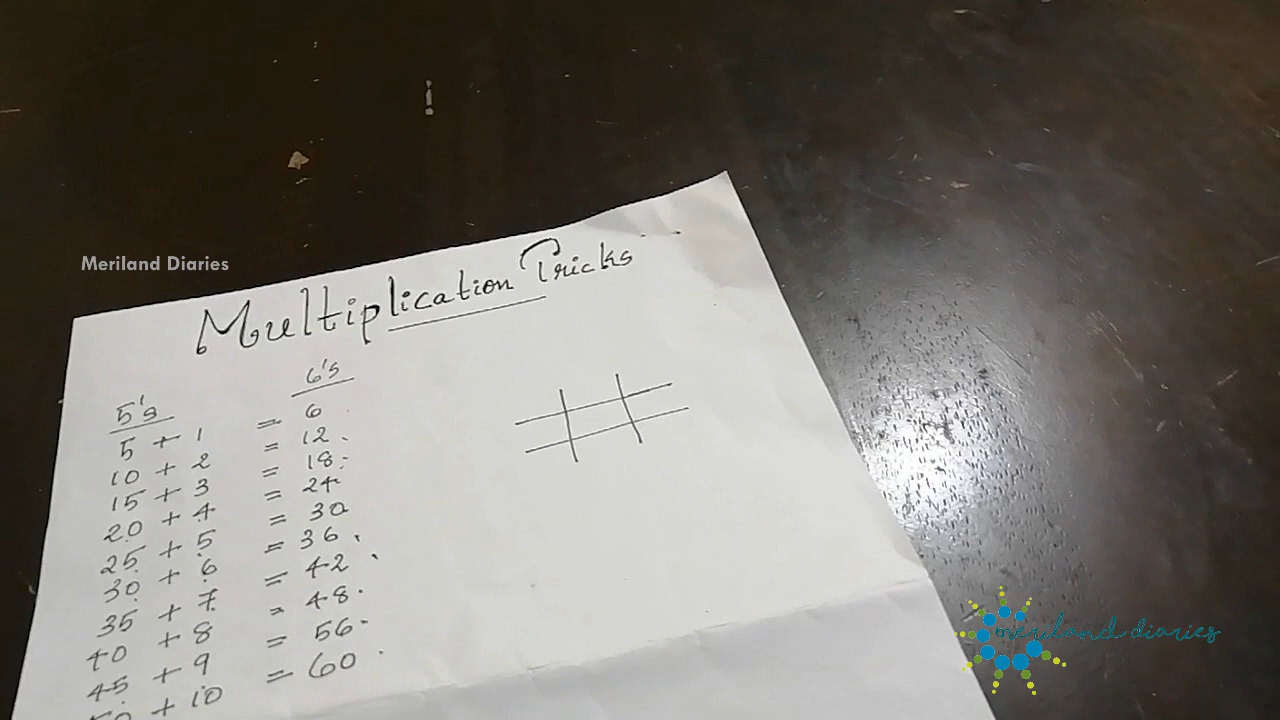 Meriland Diaries
Multiplication Tricks...
5's 6's
5 + 1 = 6
10 + 2 = 12.
15 + 3 = 18:
20 + 4 = 24
25 + 5 = 30
30 + 6 = 36.
35 + 7 = 42.
40 + 8 = 48.
45 + 9 = 56.
50 + 10 = 60.
meriland diaries